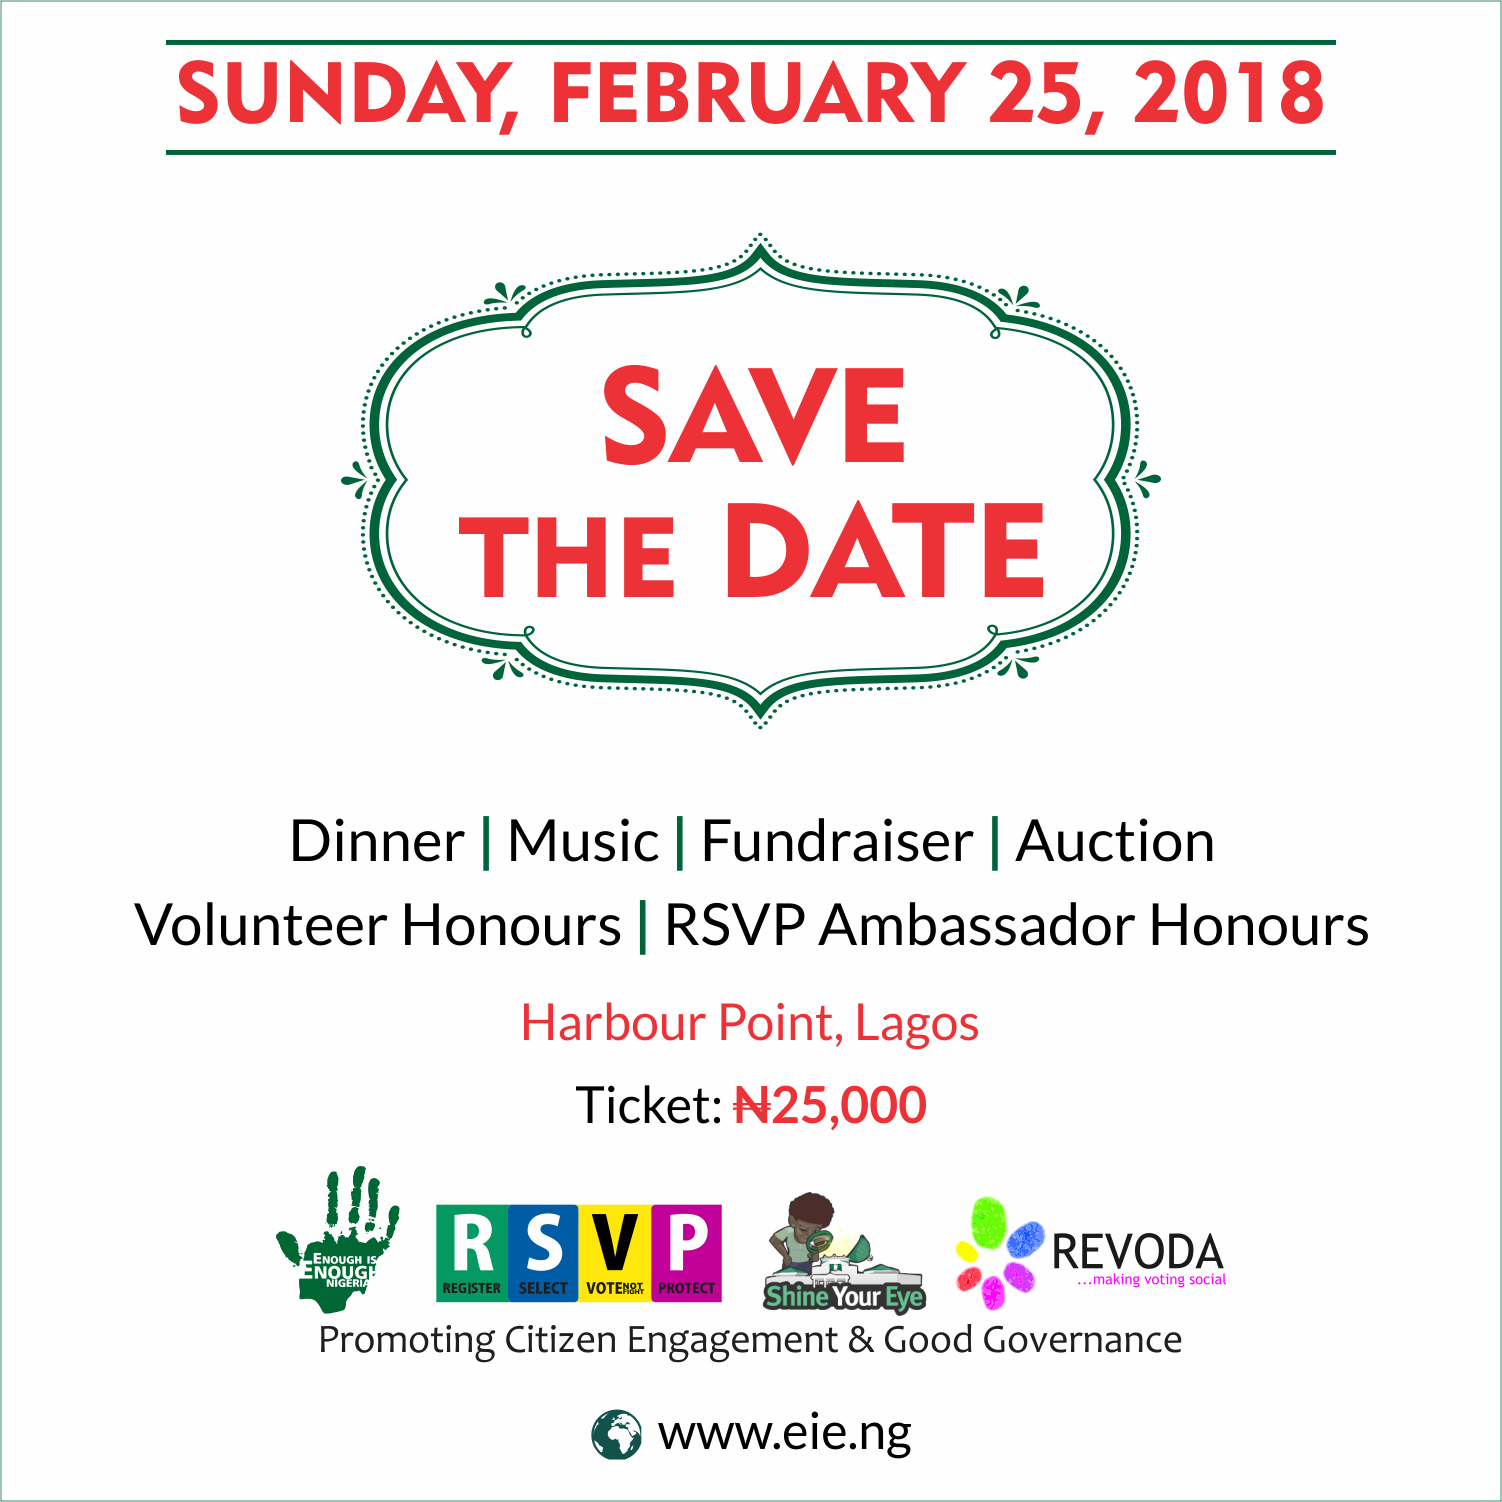 SUNDAY, FEBRUARY 25, 2018
SAVE
THE DATE
Dinner | Music | Fundraiser | Auction
Volunteer Honours | RSVP Ambassador Honours
Harbour Point, Lagos
Ticket: ₦25,000
ENOUGH IS
ENOUGH
NIGERIA
R S V P
REGISTER SELECT VOTE NOT FIGHT PROTECT
Shine Your Eye
REVODA
...making voting social
Promoting Citizen Engagement & Good Governance
www.eie.ng